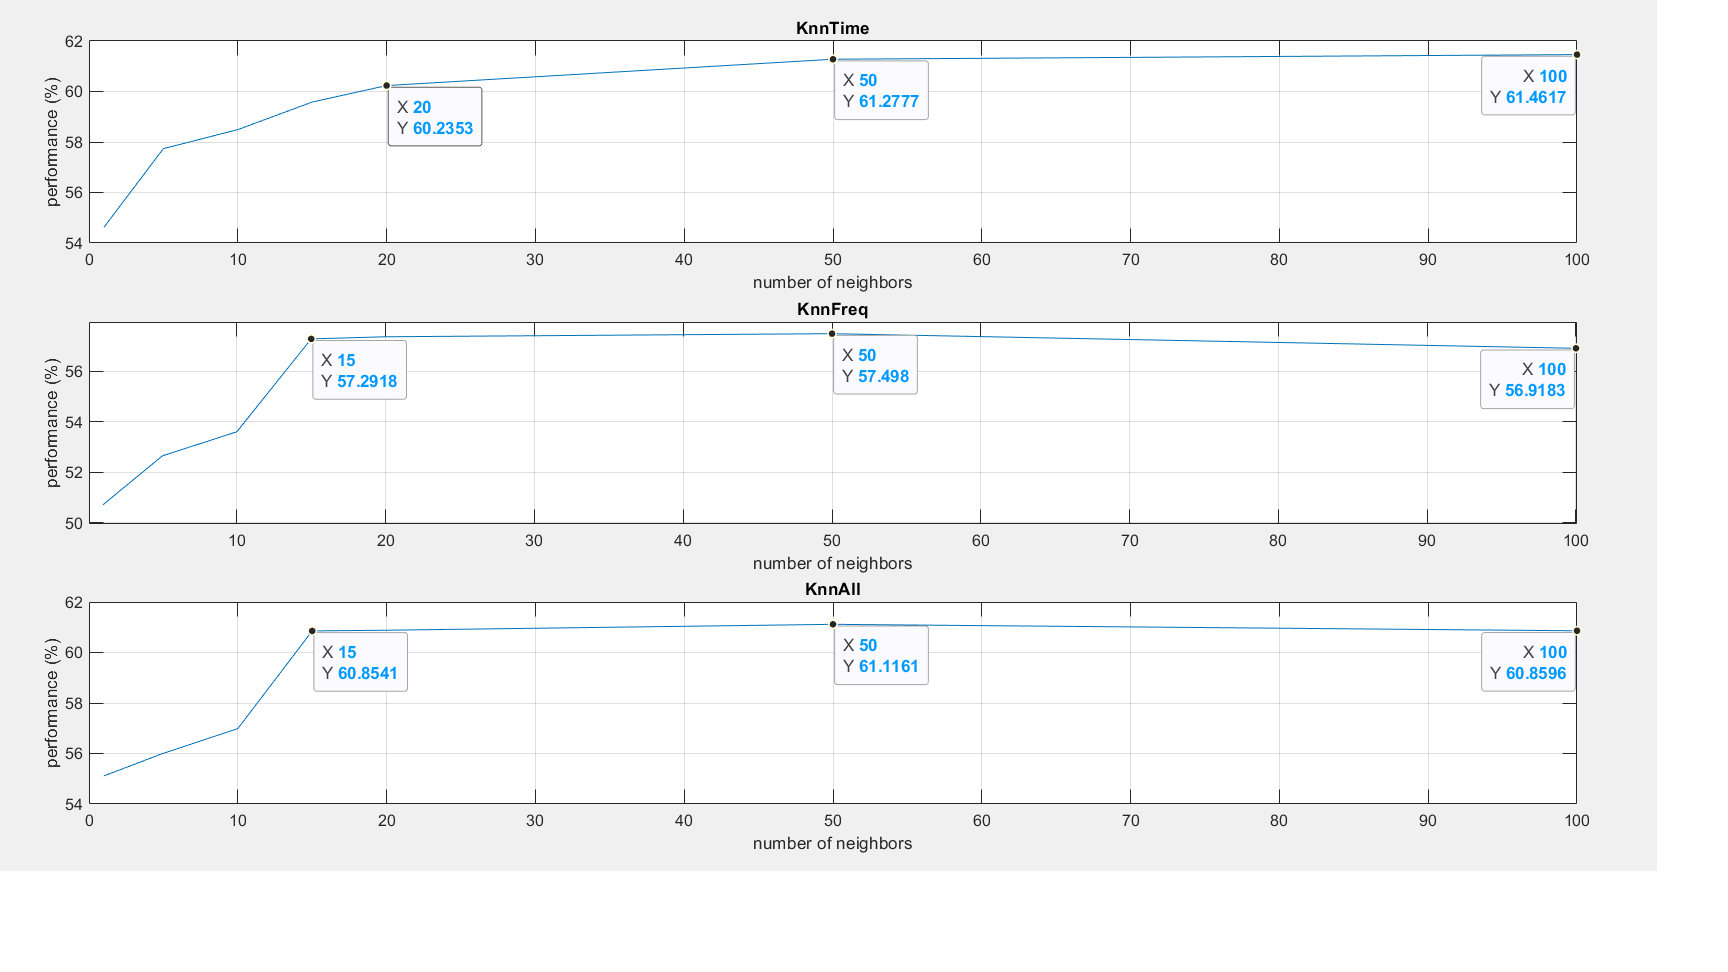 KnnTime
62
60
58
56
54
performance (%)
X 20
Y 60.2353
X 50
Y 61.2777
X 100
Y 61.4617
0 10 20 30 40 50 60 70 80 90 100
number of neighbors
KnnFreq
56
54
52
50
performance (%)
X 15
Y 57.2918
X 50
Y 57.498
X 100
Y 56.9183
10 20 30 40 50 60 70 80 90 100
number of neighbors
KnnAll
62
60
58
56
54
performance (%)
X 15
Y 60.8541
X 50
Y 61.1161
X 100
Y 60.8596
0 10 20 30 40 50 60 70 80 90 100
number of neighbors